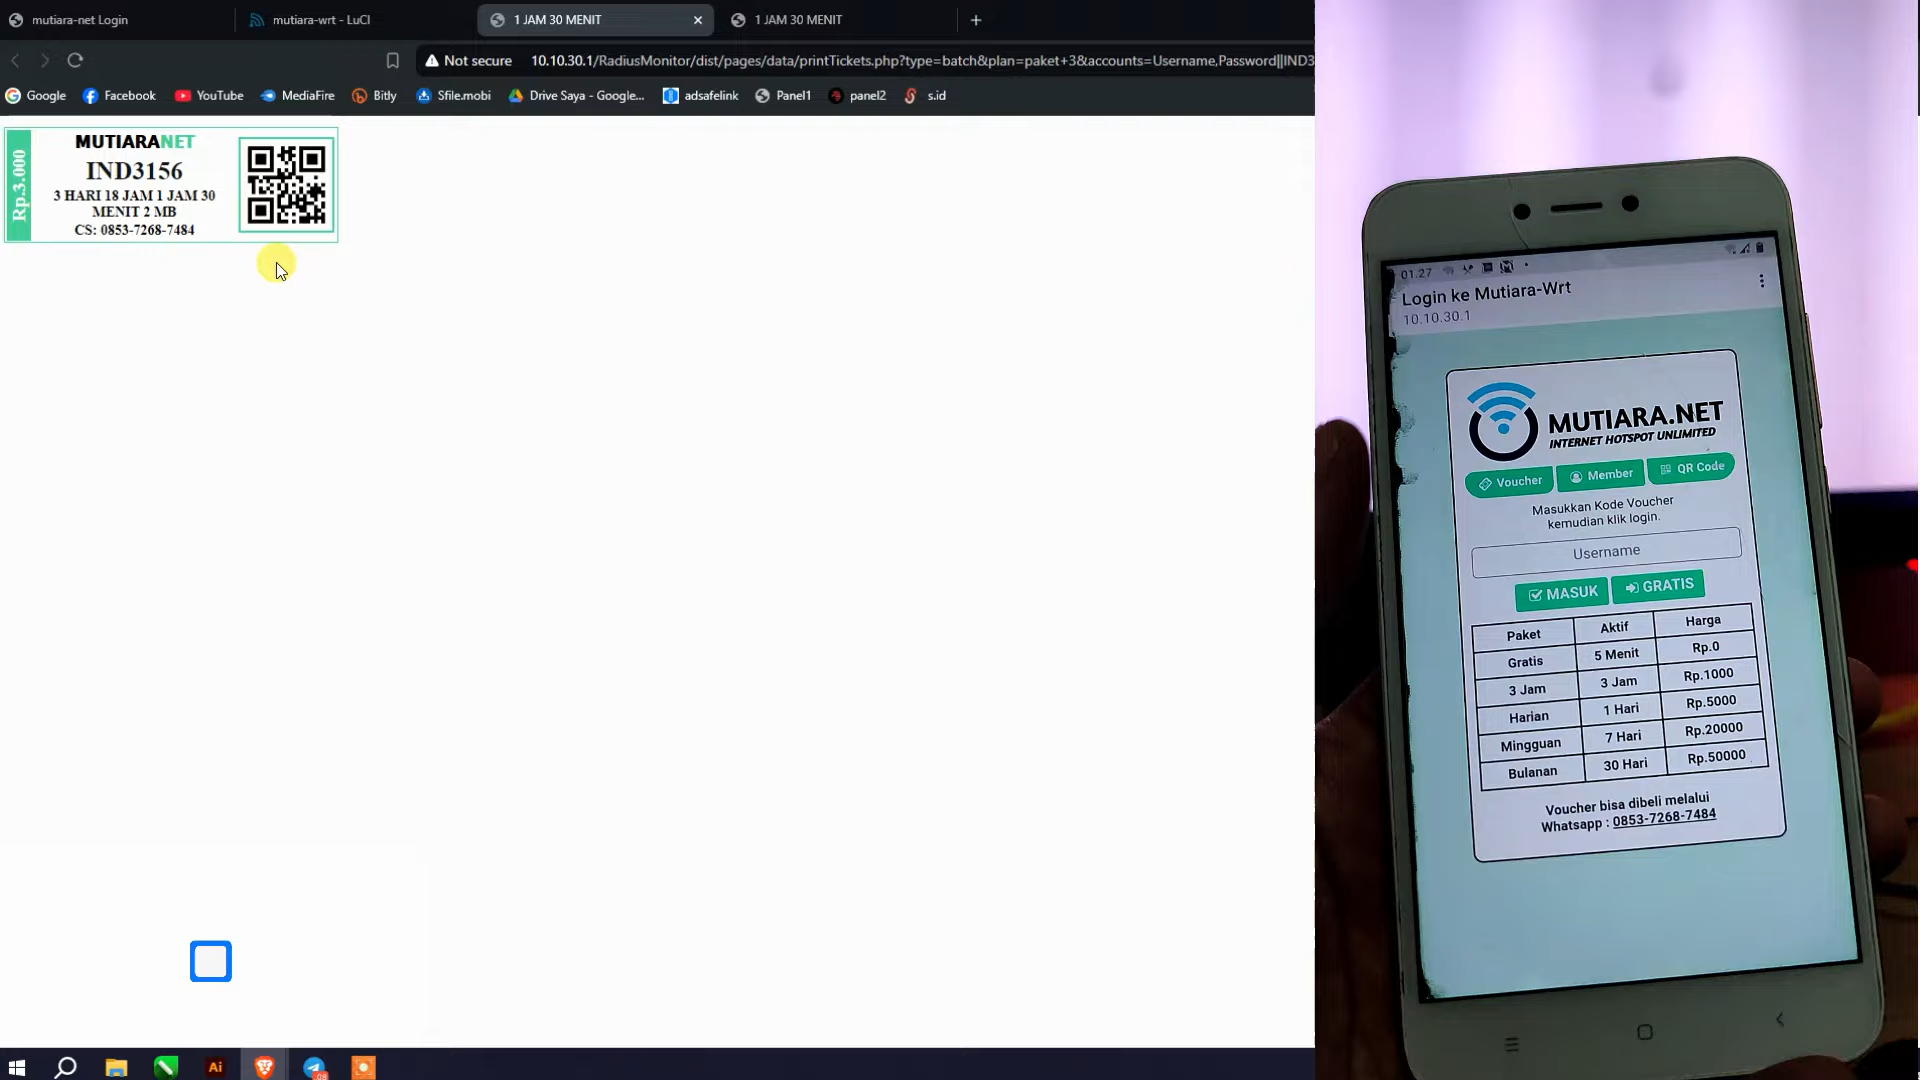 mutiara-net Login
mutiara-wrt - LuCI
1 JAM 30 MENIT
1 JAM 30 MENIT
Not secure
10.10.30.1/RadiusMonitor/dist/pages/data/printTickets.php?type=batch&plan=paket+3&accounts=Username,Password||IND3
Google
Facebook
YouTube
MediaFire
Bitly
Sfile.mobi
Drive Saya - Google...
adsafelink
Panel1
panel2
s.id
Rp.3.000
MUTIARANET
IND3156
3 HARI 18 JAM 1 JAM 30
MENIT 2 MB
CS: 0853-7268-7484
Ai
01.27
Login ke Mutiara-Wrt
10.10.30.1
MUTIARA.NET
INTERNET HOTSPOT UNLIMITED
Voucher
Member
QR Code
Masukkan Kode Voucher
kemudian klik login.
Username
MASUK
GRATIS
Paket Aktif Harga
Gratis 5 Menit Rp.0
3 Jam 3 Jam Rp.1000
Harian 1 Hari Rp.5000
Mingguan 7 Hari Rp.20000
Bulanan 30 Hari Rp.50000
Voucher bisa dibeli melalui
Whatsapp : 0853-7268-7484